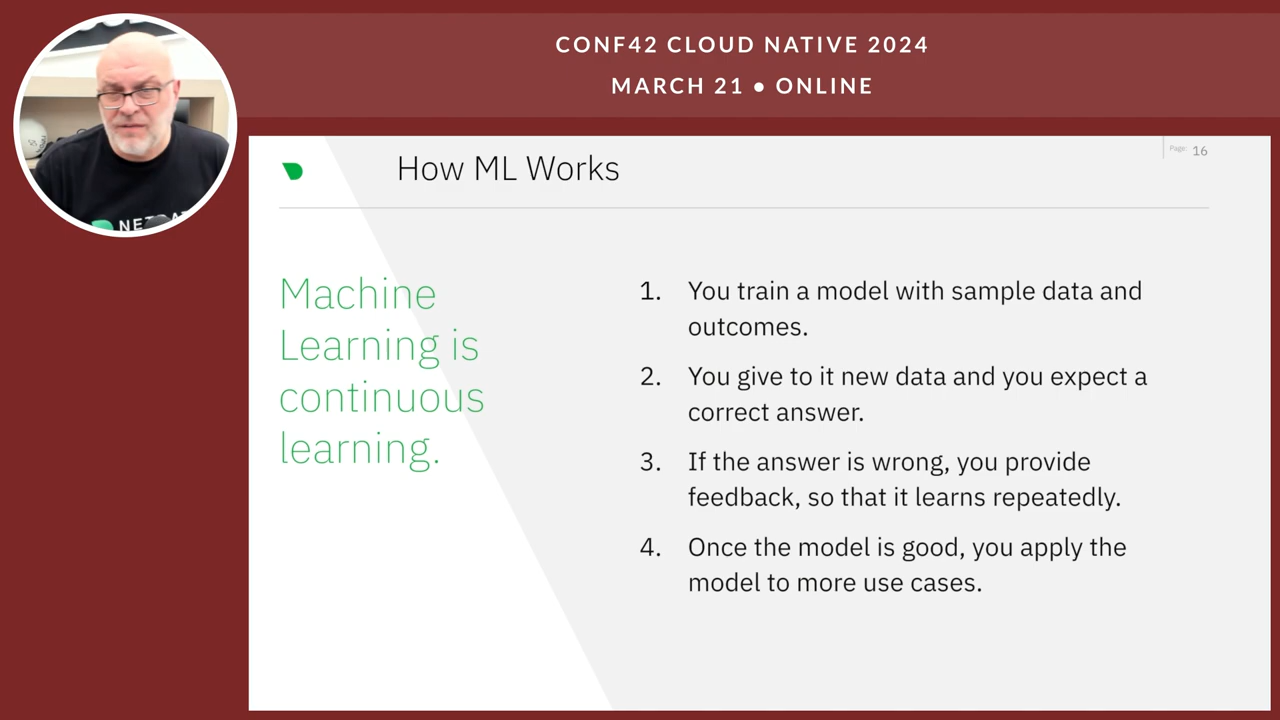 CONF42 CLOUD NATIVE 2024
MARCH 21 • ONLINE
How ML Works
Page: 16
Machine
Learning is
continuous
learning.
1. You train a model with sample data and
outcomes.
2. You give to it new data and you expect a
correct answer.
3. If the answer is wrong, you provide
feedback, so that it learns repeatedly.
4. Once the model is good, you apply the
model to more use cases.